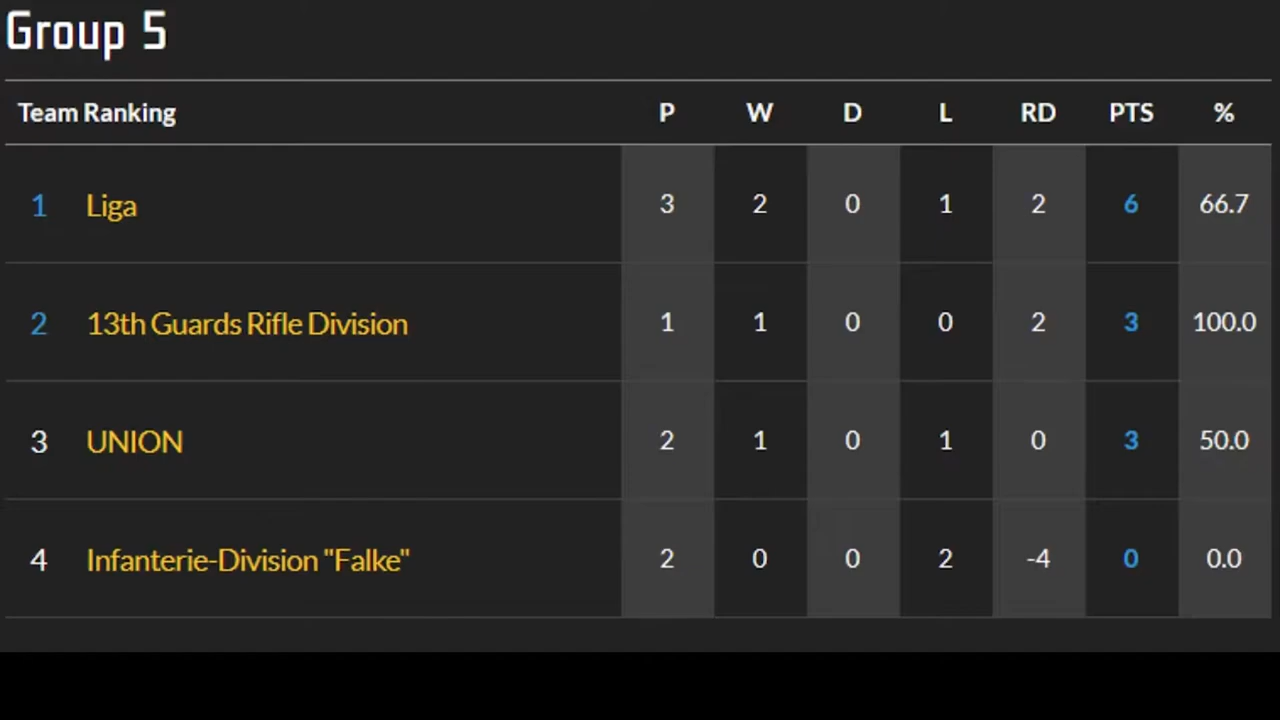 Group 5
Team Ranking P W D L RD PTS %
1 Liga 3 2 0 1 2 6 66.7
2 13th Guards Rifle Division 1 1 0 0 2 3 100.0
3 UNION 2 1 0 1 0 3 50.0
4 Infanterie-Division "Falke" 2 0 0 2 -4 0 0.0